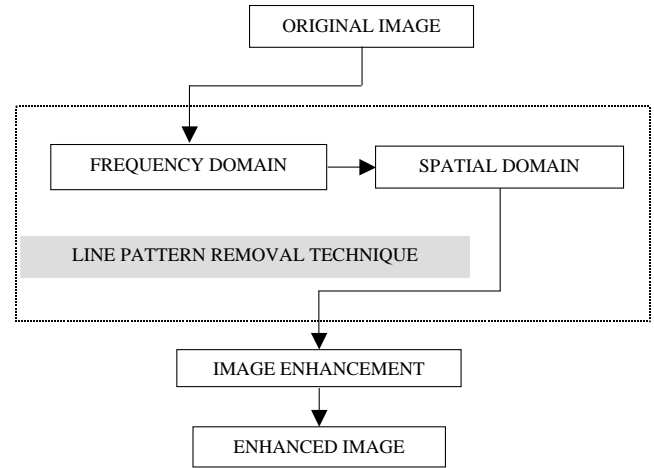 ORIGINAL IMAGE
FREQUENCY DOMAIN
SPATIAL DOMAIN
LINE PATTERN REMOVAL TECHNIQUE
IMAGE ENHANCEMENT
ENHANCED IMAGE